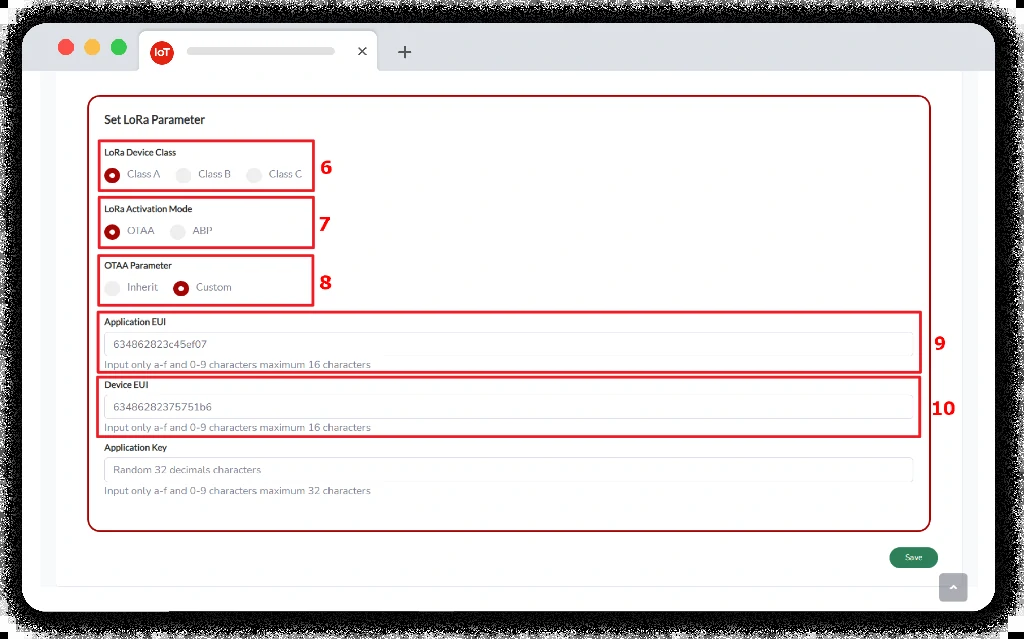 IoT
Set LoRa Parameter
LoRa Device Class
Class A Class B Class C
6
LoRa Activation Mode
OTAA ABP
7
OTAA Parameter
Inherit Custom
8
Application EUI
634862823c45ef07
Input only a-f and 0-9 characters maximum 16 characters
9
Device EUI
63486282375751b6
Input only a-f and 0-9 characters maximum 16 characters
10
Application Key
Random 32 decimals characters
Input only a-f and 0-9 characters maximum 32 characters
Save